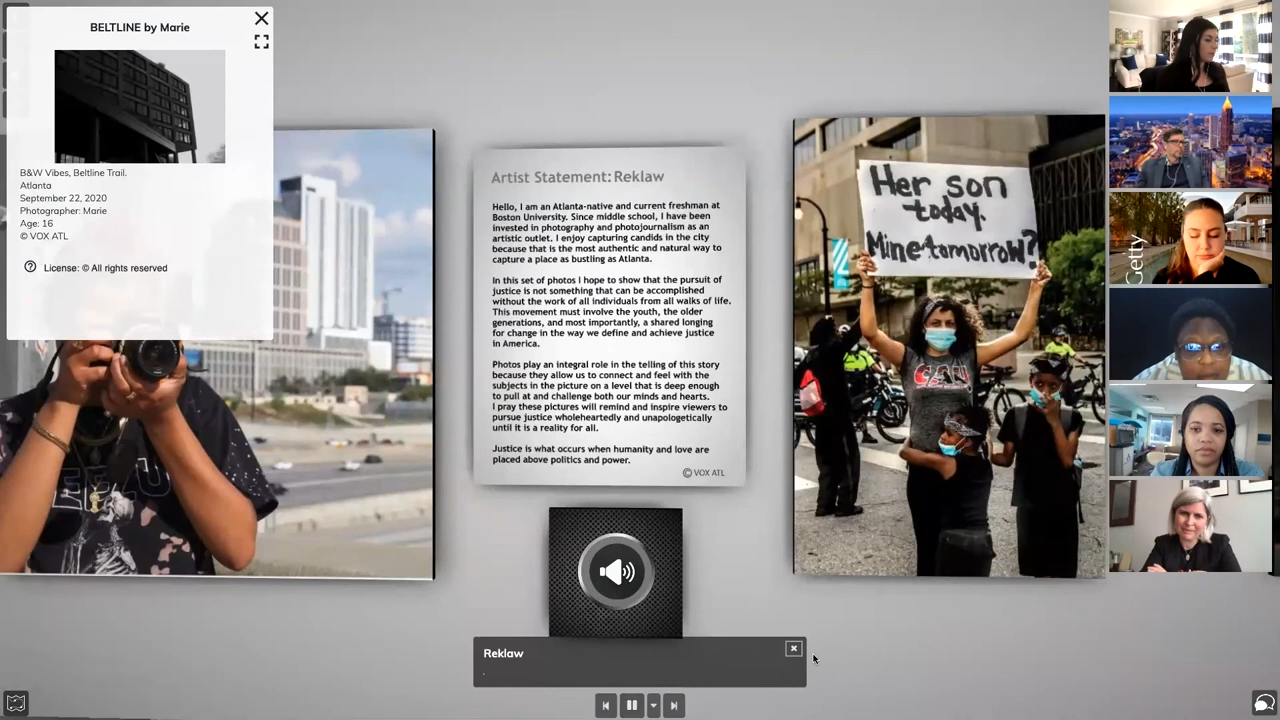 BELTLINE by Marie
B&W Vibes, Beltline Trail.
Atlanta
September 22, 2020
Photographer: Marie
Age: 16
© VOX ATL
License: © All rights reserved
Artist Statement: Reklaw
Hello, I am an Atlanta-native and current freshman at
Boston University. Since middle school, I have been
invested in photography and photojournalism as an
artistic outlet. I enjoy capturing candids in the city
because that is the most authentic and natural way to
capture a place as bustling as Atlanta.
In this set of photos I hope to show that the pursuit of
justice is not something that can be accomplished
without the work of all individuals from all walks of life.
This movement must involve the youth, the older
generations, and most importantly, a shared longing
for change in the way we define and achieve justice
in America.
Photos play an integral role in the telling of this story
because they allow us to connect and feel with the
subjects in the picture on a level that is deep enough
to pull at and challenge both our minds and hearts.
I pray these pictures will remind and inspire viewers to
pursue justice wholeheartedly and unapologetically
until it is a reality for all.
Justice is what occurs when humanity and love are
placed above politics and power.
© VOX ATL
Reklaw
.
Her son
today.
Mine tomorrow?
Getty